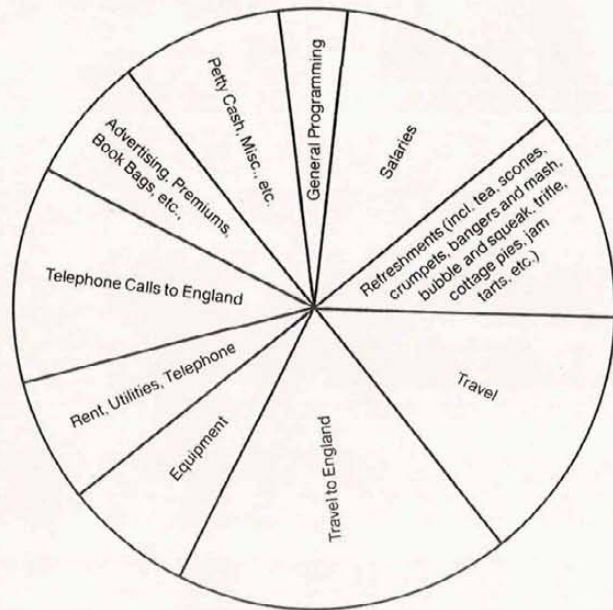 General Programming
Salaries
Refreshments (incl. tea, scones,
crumpets, bangers and mash,
bubble and squeak, trifle,
cottage pies, jam
tarts, etc.)
Travel
Travel to England
Equipment
Rent, Utilities, Telephone
Telephone Calls to England
Advertising, Premiums,
Book Bags, etc.,
Petty Cash, Misc., etc.